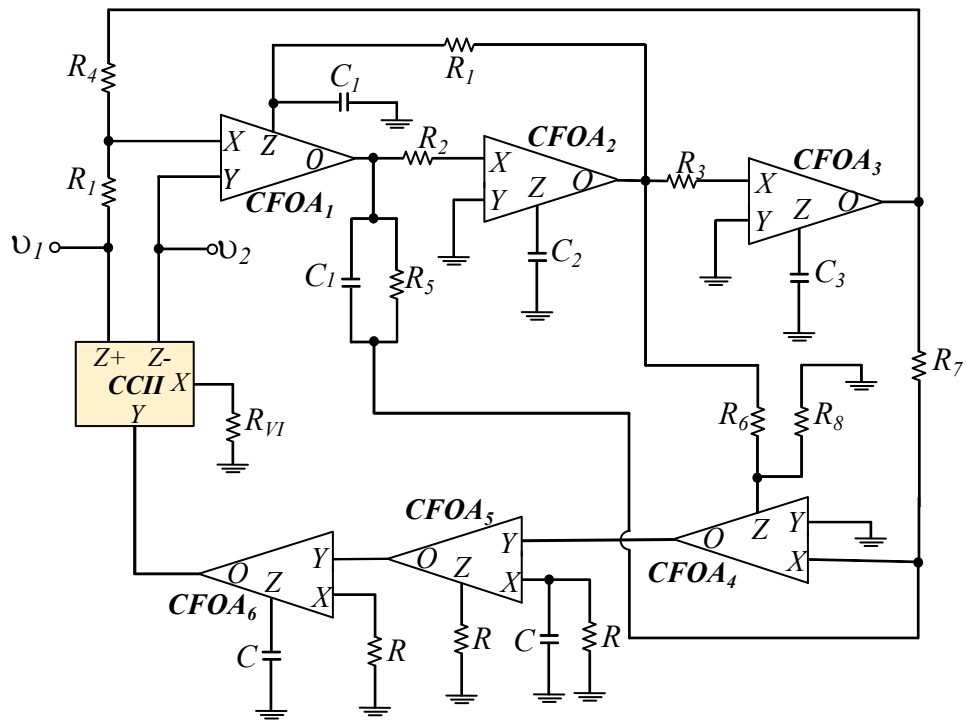 R4
R1
C1
R1
X
Y
Z
O
CFOA1
R2
CFOA2
X
Y
Z
O
C2
R3
CFOA3
X
Y
Z
O
C3
υ1
υ2
C1
R5
Z+ Z-
CCII X
Y
RVI
R6
R8
R7
CFOA4
O
Z
Y
X
CFOA5
O
Z
Y
X
R
C
R
CFOA6
O
Z
Y
X
C
R